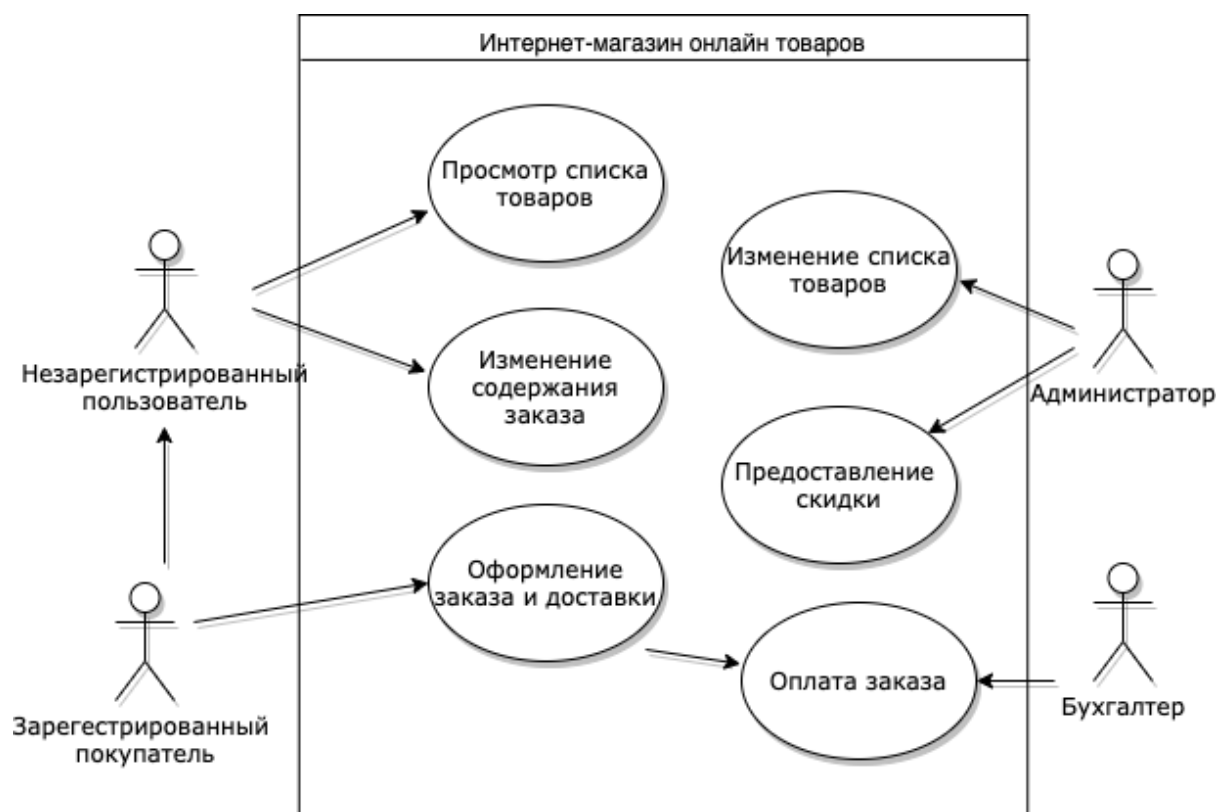 Интернет-магазин онлайн товаров
Просмотр списка
товаров
Изменение списка
товаров
Незарегистрированный
пользователь
Изменение
содержания
заказа
Администратор
Предоставление
скидки
Оформление
заказа и доставки
Зарегестрированный
покупатель
Оплата заказа
Бухгалтер